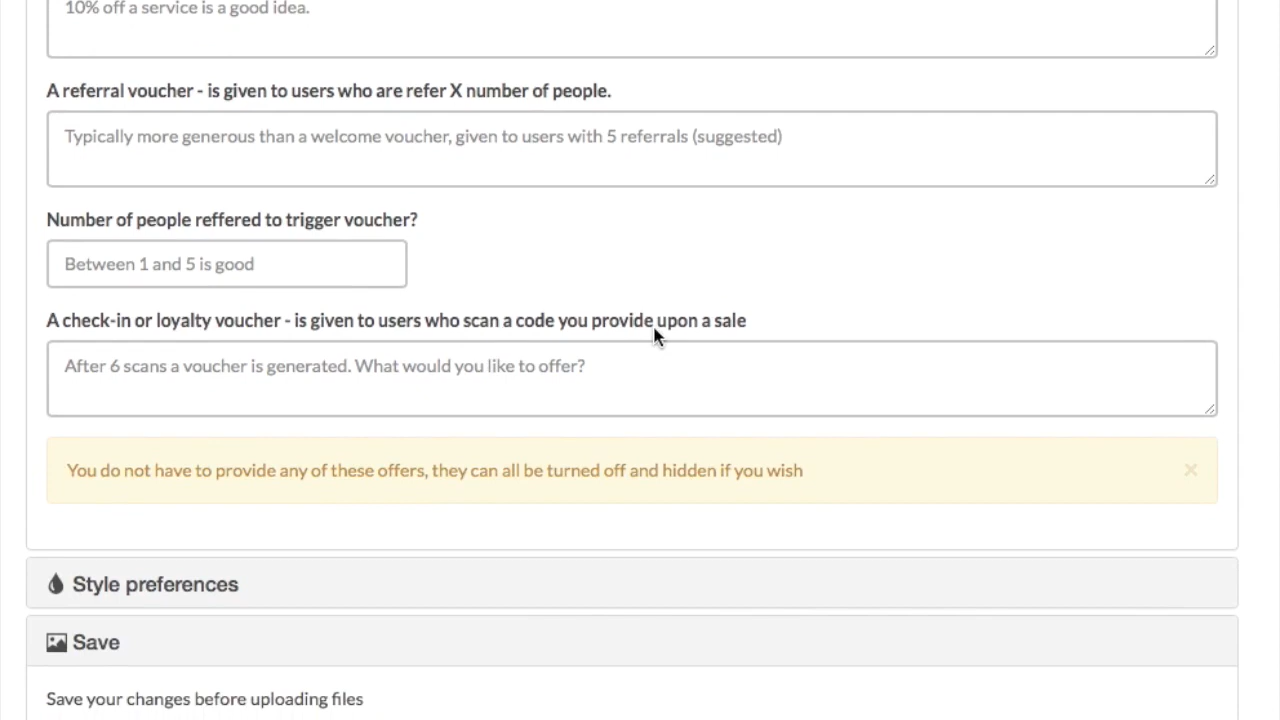 10% off a service is a good idea.
A referral voucher - is given to users who are refer X number of people.
Typically more generous than a welcome voucher, given to users with 5 referrals (suggested)
Number of people reffered to trigger voucher?
Between 1 and 5 is good
A check-in or loyalty voucher - is given to users who scan a code you provide upon a sale
After 6 scans a voucher is generated. What would you like to offer?
You do not have to provide any of these offers, they can all be turned off and hidden if you wish
Style preferences
Save
Save your changes before uploading files